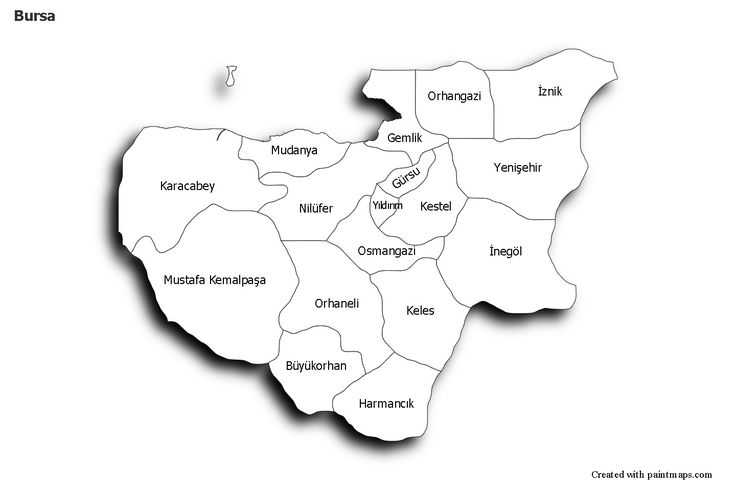 Bursa
Orhangazi
İznik
Gemlik
Mudanya
Yenişehir
Gürsu
Karacabey
Yıldırım
Kestel
Nilüfer
Osmangazi
İnegöl
Mustafa Kemalpaşa
Orhaneli
Keles
Büyükorhan
Harmancık
Created with paintmaps.com